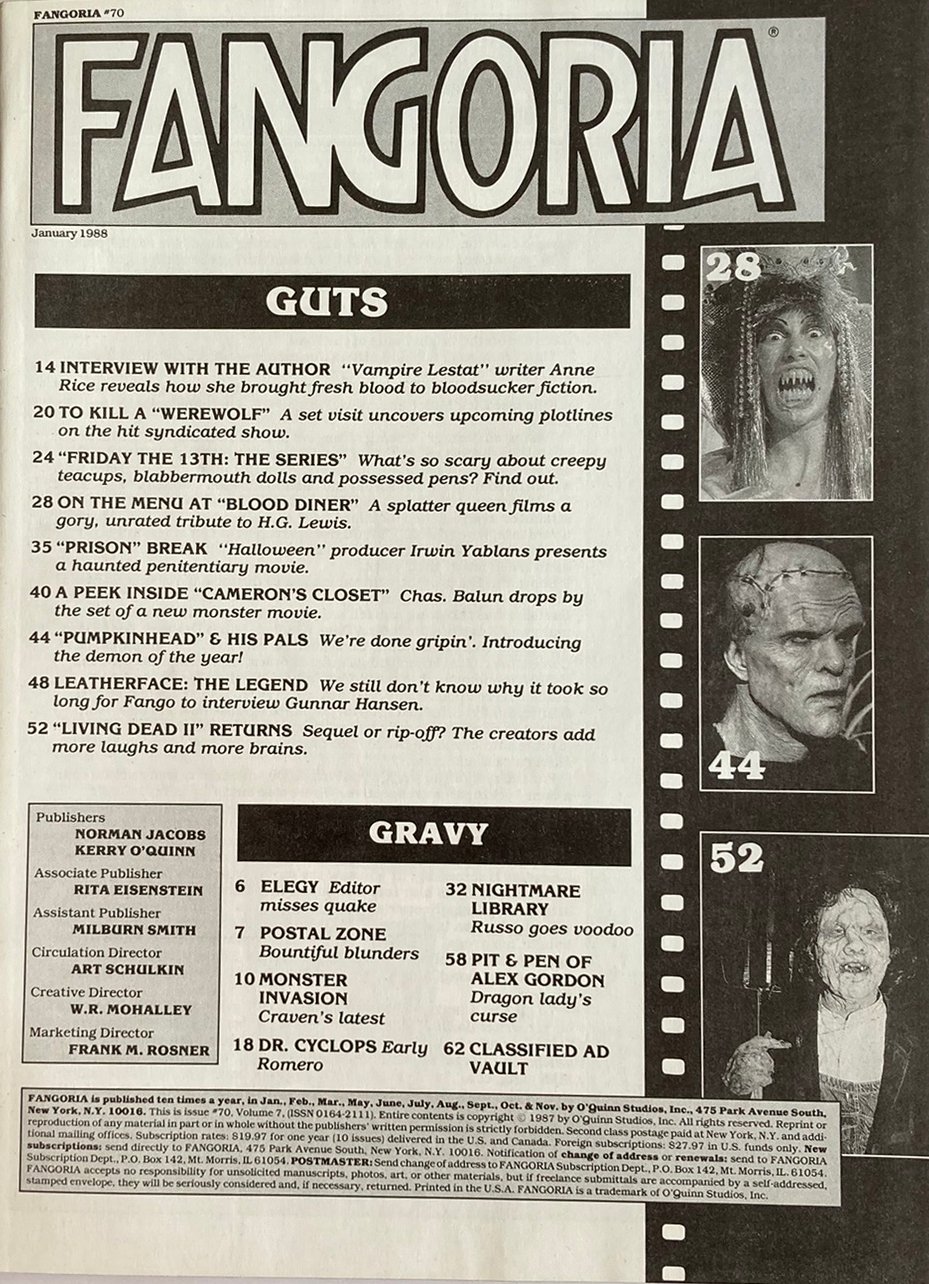 FANGORIA #70
FANGORIA®
January 1988
GUTS
14 INTERVIEW WITH THE AUTHOR "Vampire Lestat" writer Anne
Rice reveals how she brought fresh blood to bloodsucker fiction.
20 TO KILL A "WEREWOLF" A set visit uncovers upcoming plotlines
on the hit syndicated show.
24 "FRIDAY THE 13TH: THE SERIES" What's so scary about creepy
teacups, blabbermouth dolls and possessed pens? Find out.
28 ON THE MENU AT "BLOOD DINER" A splatter queen films a
gory, unrated tribute to H.G. Lewis.
35 "PRISON" BREAK "Halloween" producer Irwin Yablans presents
a haunted penitentiary movie.
40 A PEEK INSIDE "CAMERON'S CLOSET" Chas. Balun drops by
the set of a new monster movie.
44 "PUMPKINHEAD" & HIS PALS We're done gripin'. Introducing
the demon of the year!
48 LEATHERFACE: THE LEGEND We still don't know why it took so
long for Fango to interview Gunnar Hansen.
52 "LIVING DEAD II" RETURNS Sequel or rip-off? The creators add
more laughs and more brains.
28
44
52
Publishers
NORMAN JACOBS
KERRY O'QUINN
Associate Publisher
RITA EISENSTEIN
Assistant Publisher
MILBURN SMITH
Circulation Director
ART SCHULKIN
Creative Director
W.R. MOHALLEY
Marketing Director
FRANK M. ROSNER
GRAVY
6 ELEGY Editor
misses quake
7 POSTAL ZONE
Bountiful blunders
10 MONSTER
INVASION
Craven's latest
18 DR. CYCLOPS Early
Romero
32 NIGHTMARE
LIBRARY
Russo goes voodoo
58 PIT & PEN OF
ALEX GORDON
Dragon lady's
curse
62 CLASSIFIED AD
VAULT
FANGORIA is published ten times a year, in Jan., Feb., Mar., May, June, July, Aug., Sept., Oct. & Nov. by O'Quinn Studios, Inc., 475 Park Avenue South,
New York, N.Y. 10016. This is issue #70, Volume 7, (ISSN 0164-2111). Entire contents is copyright © 1987 by O'Quinn Studios, Inc. All rights reserved. Reprint or
reproduction of any material in part or in whole without the publishers' written permission is strictly forbidden. Second class postage paid at New York, N.Y. and addi-
tional mailing offices. Subscription rates: $19.97 for one year (10 issues) delivered in the U.S. and Canada. Foreign subscriptions: $27.97 in U.S. funds only. New
subscriptions: send directly to FANGORIA, 475 Park Avenue South, New York, N.Y. 10016. Notification of change of address or renewals: send to FANGORIA
Subscription Dept., P.O. Box 142, Mt. Morris, IL 61054. POSTMASTER: Send change of address to FANGORIA Subscription Dept., P.O. Box 142, Mt. Morris, IL. 61054.
FANGORIA accepts no responsibility for unsolicited manuscripts, photos, art, or other materials, but if freelance submittals are accompanied by a self-addressed,
stamped envelope, they will be seriously considered and, if necessary, returned. Printed in the U.S.A. FANGORIA is a trademark of O'Quinn Studios, Inc.